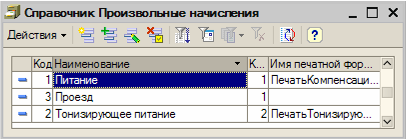 Справочник Произвольные начисления
Действия
Код Наименование К... Имя печатной фор...
1 Питание 1 ПечатьКомпенсаци...
3 Проезд 1
2 Тонизирующее питание 2 ПечатьТонизирую...